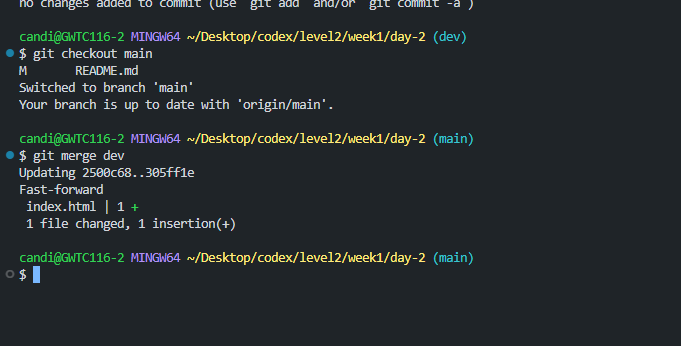 no changes added to commit (use "git add" and/or "git commit -a")
candi@GWTC116-2 MINGW64 ~/Desktop/codex/level2/week1/day-2 (dev)
$ git checkout main
M       README.md
Switched to branch 'main'
Your branch is up to date with 'origin/main'.
candi@GWTC116-2 MINGW64 ~/Desktop/codex/level2/week1/day-2 (main)
$ git merge dev
Updating 2500c68..305ff1e
Fast-forward
 index.html | 1 +
 1 file changed, 1 insertion(+)
candi@GWTC116-2 MINGW64 ~/Desktop/codex/level2/week1/day-2 (main)
$